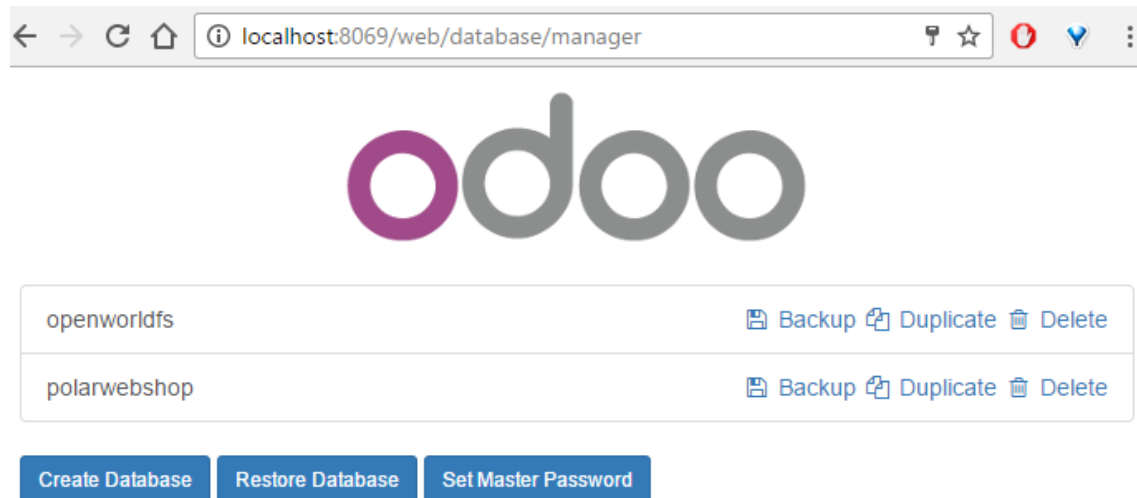 localhost:8069/web/database/manager
odoo
openworldfs Backup Duplicate Delete
polarwebshop Backup Duplicate Delete
Create Database Restore Database Set Master Password